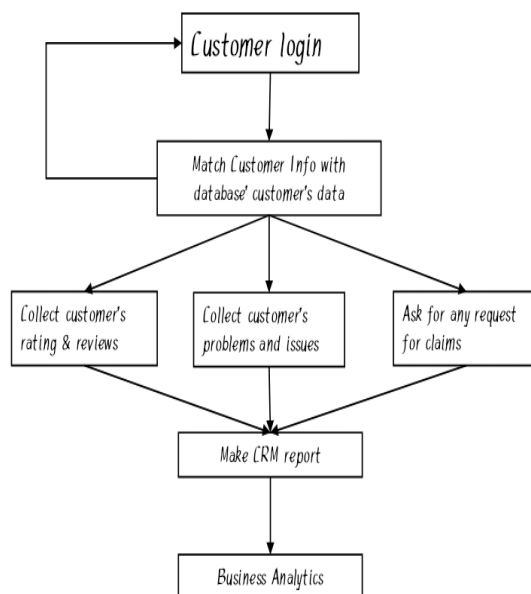 Customer login
Match Customer Info with
database' customer's data
Collect customer's
rating & reviews
Collect customer's
problems and issues
Ask for any request
for claims
Make CRM report
Business Analytics